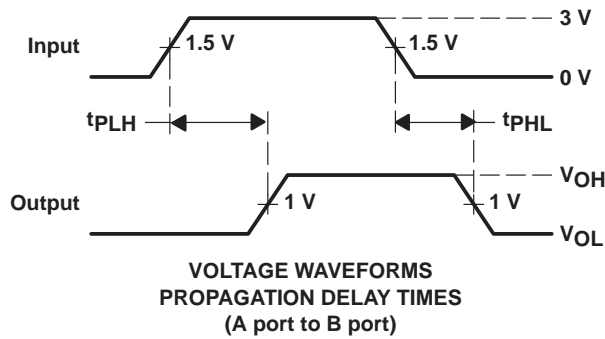 3 V
Input
1.5 V
1.5 V
0 V
tPLH
tPHL
VOH
Output
1 V
1 V
VOL
VOLTAGE WAVEFORMS
PROPAGATION DELAY TIMES
(A port to B port)